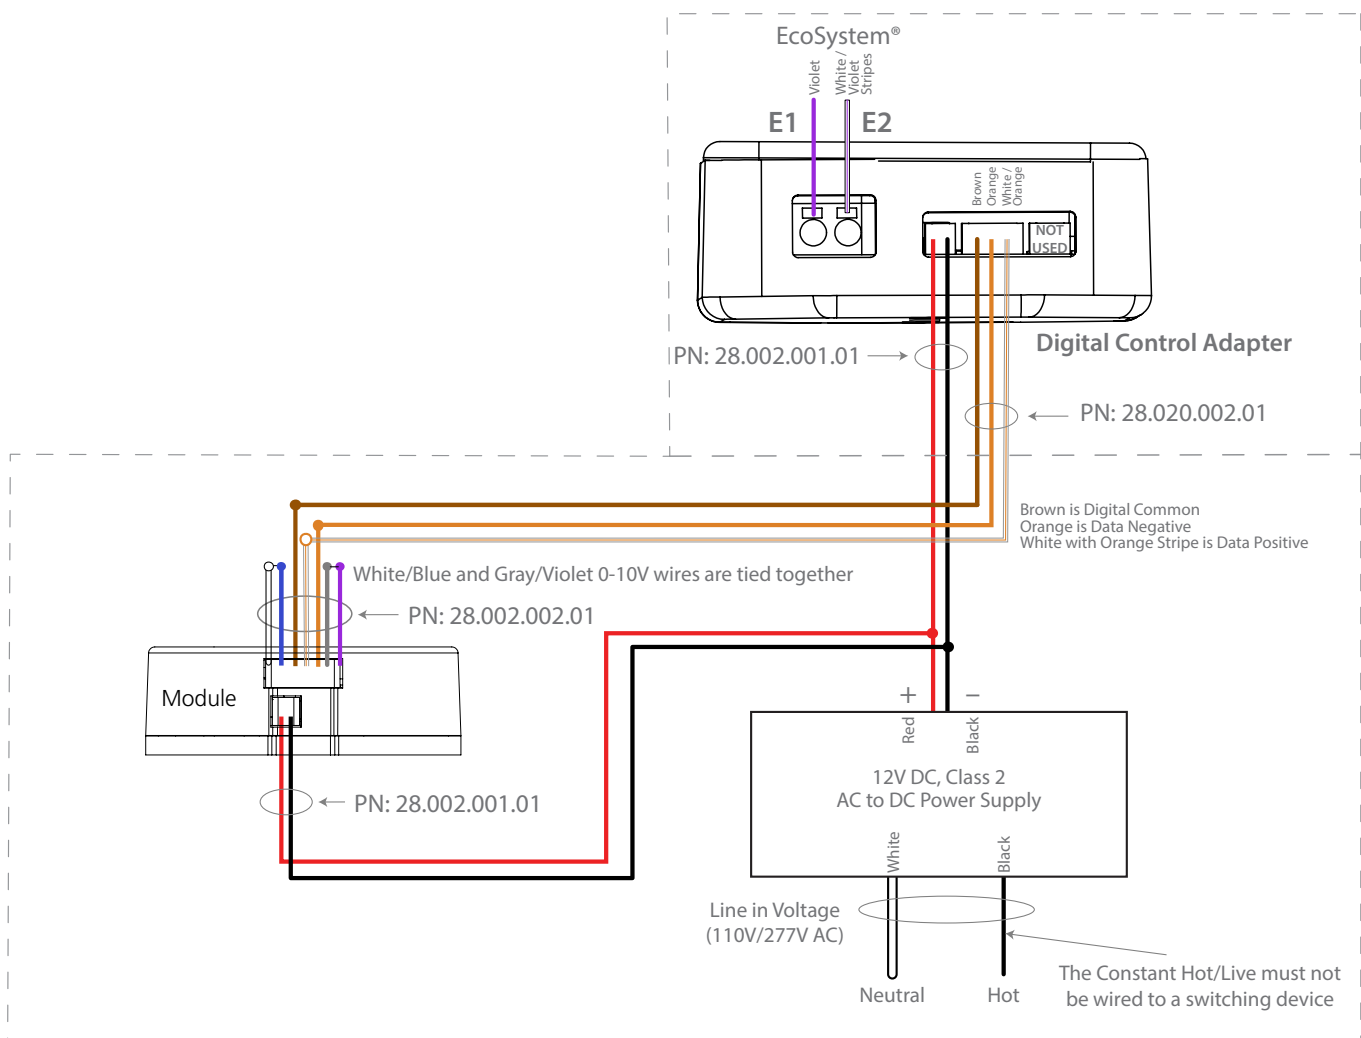 EcoSystem®
Violet
White /
Violet
Stripes
E1
E2
Brown
Orange
White /
Orange
NOT
USED
PN: 28.002.001.01
Digital Control Adapter
PN: 28.020.002.01
Brown is Digital Common
Orange is Data Negative
White with Orange Stripe is Data Positive
White/Blue and Gray/Violet 0-10V wires are tied together
PN: 28.002.002.01
Module
PN: 28.002.001.01
+
–
Red
Black
12V DC, Class 2
AC to DC Power Supply
White
Black
Line in Voltage
(110V/277V AC)
Neutral
Hot
The Constant Hot/Live must not
be wired to a switching device